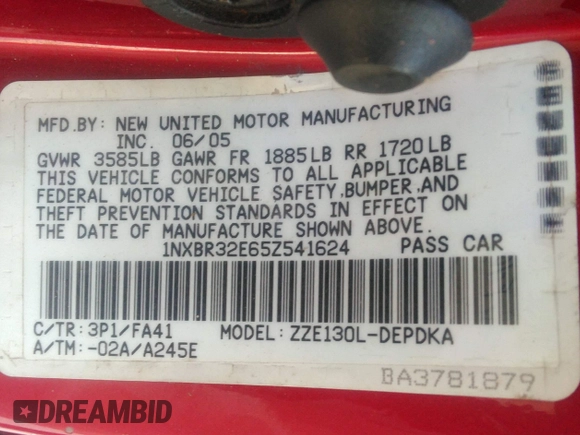 MFD.BY: NEW UNITED MOTOR MANUFACTURING
INC. 06/05
GVWR 3585LB GAWR FR 1885LB RR 1720LB
THIS VEHICLE CONFORMS TO ALL APPLICABLE
FEDERAL MOTOR VEHICLE SAFETY,BUMPER,AND
THEFT PREVENTION STANDARDS IN EFFECT ON
THE DATE OF MANUFACTURE SHOWN ABOVE.
1NXBR32E65Z541624 PASS CAR
C/TR: 3P1/FA41 MODEL: ZZE130L-DEPDKA
A/TM: -02A/A245E
BA3781879
DREAMBID